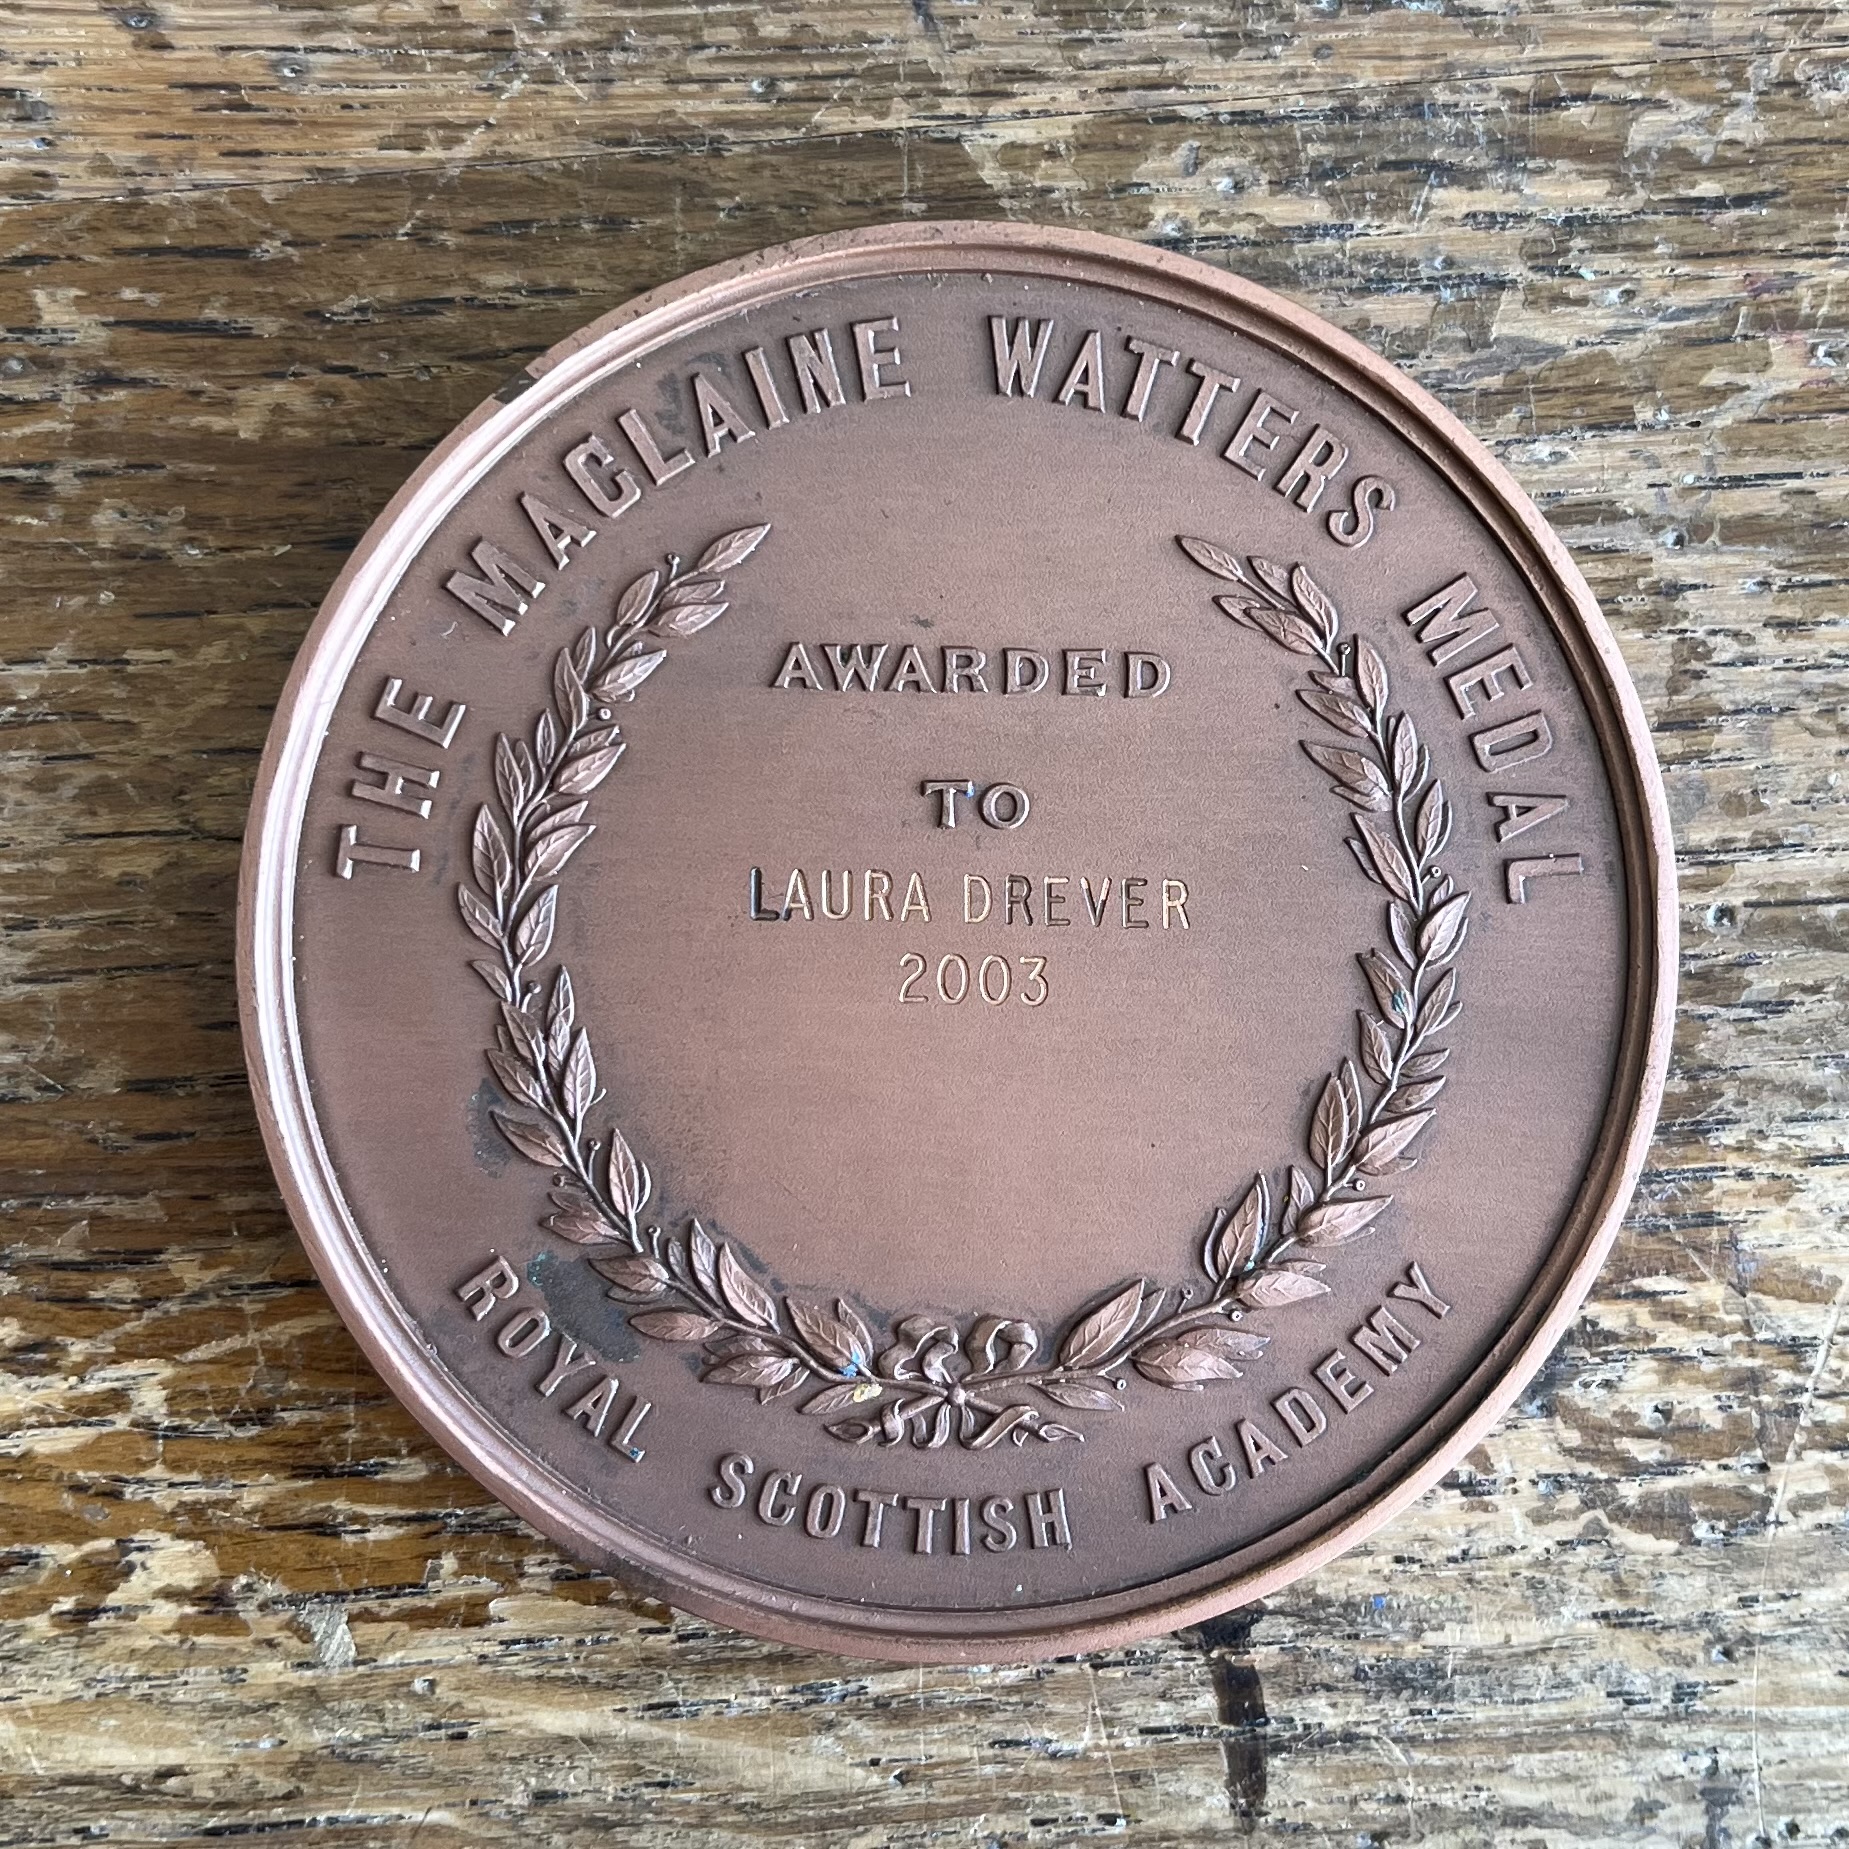 THE MACLAINE WATTERS MEDAL
AWARDED
TO
LAURA DREVER
2003
ROYAL SCOTTISH ACADEMY